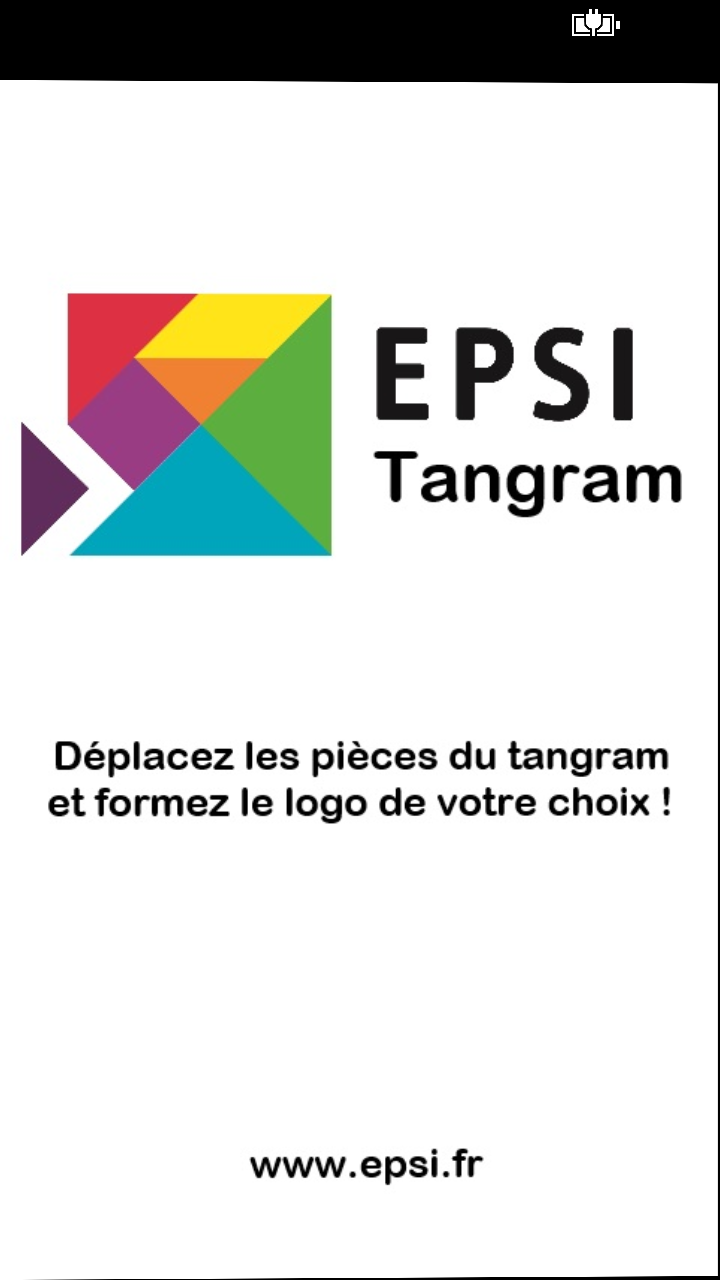 EPSI
Tangram
Déplacez les pièces du tangram
et formez le logo de votre choix !
www.epsi.fr